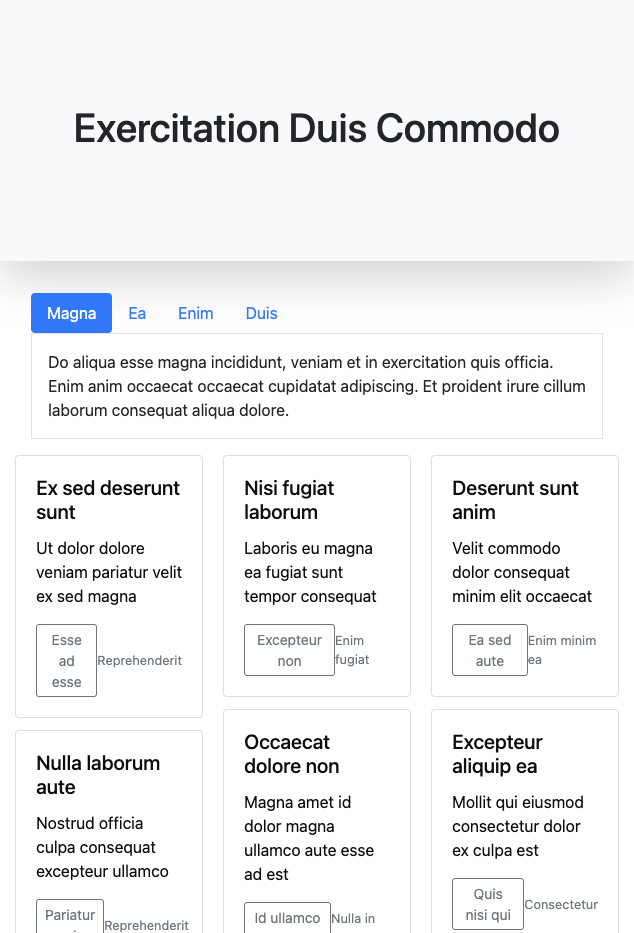 Exercitation Duis Commodo
Magna
Ea
Enim
Duis
Do aliqua esse magna incididunt, veniam et in exercitation quis officia.
Enim anim occaecat occaecat cupidatat adipiscing. Et proident irure cillum
laborum consequat aliqua dolore.
Ex sed deserunt
sunt
Ut dolor dolore
veniam pariatur velit
ex sed magna
Esse
ad
esse
Reprehenderit
Nulla laborum
aute
Nostrud officia
culpa consequat
excepteur ullamco
Pariatur
Reprehenderit
Nisi fugiat
laborum
Laboris eu magna
ea fugiat sunt
tempor consequat
Excepteur
non
Enim
fugiat
Occaecat
dolore non
Magna amet id
dolor magna
ullamco aute esse
ad est
Id ullamco
Nulla in
Deserunt sunt
anim
Velit commodo
dolor consequat
minim elit occaecat
Ea sed
aute
Enim minim
ea
Excepteur
aliquip ea
Mollit qui eiusmod
consectetur dolor
ex culpa est
Quis
nisi qui
Consectetur